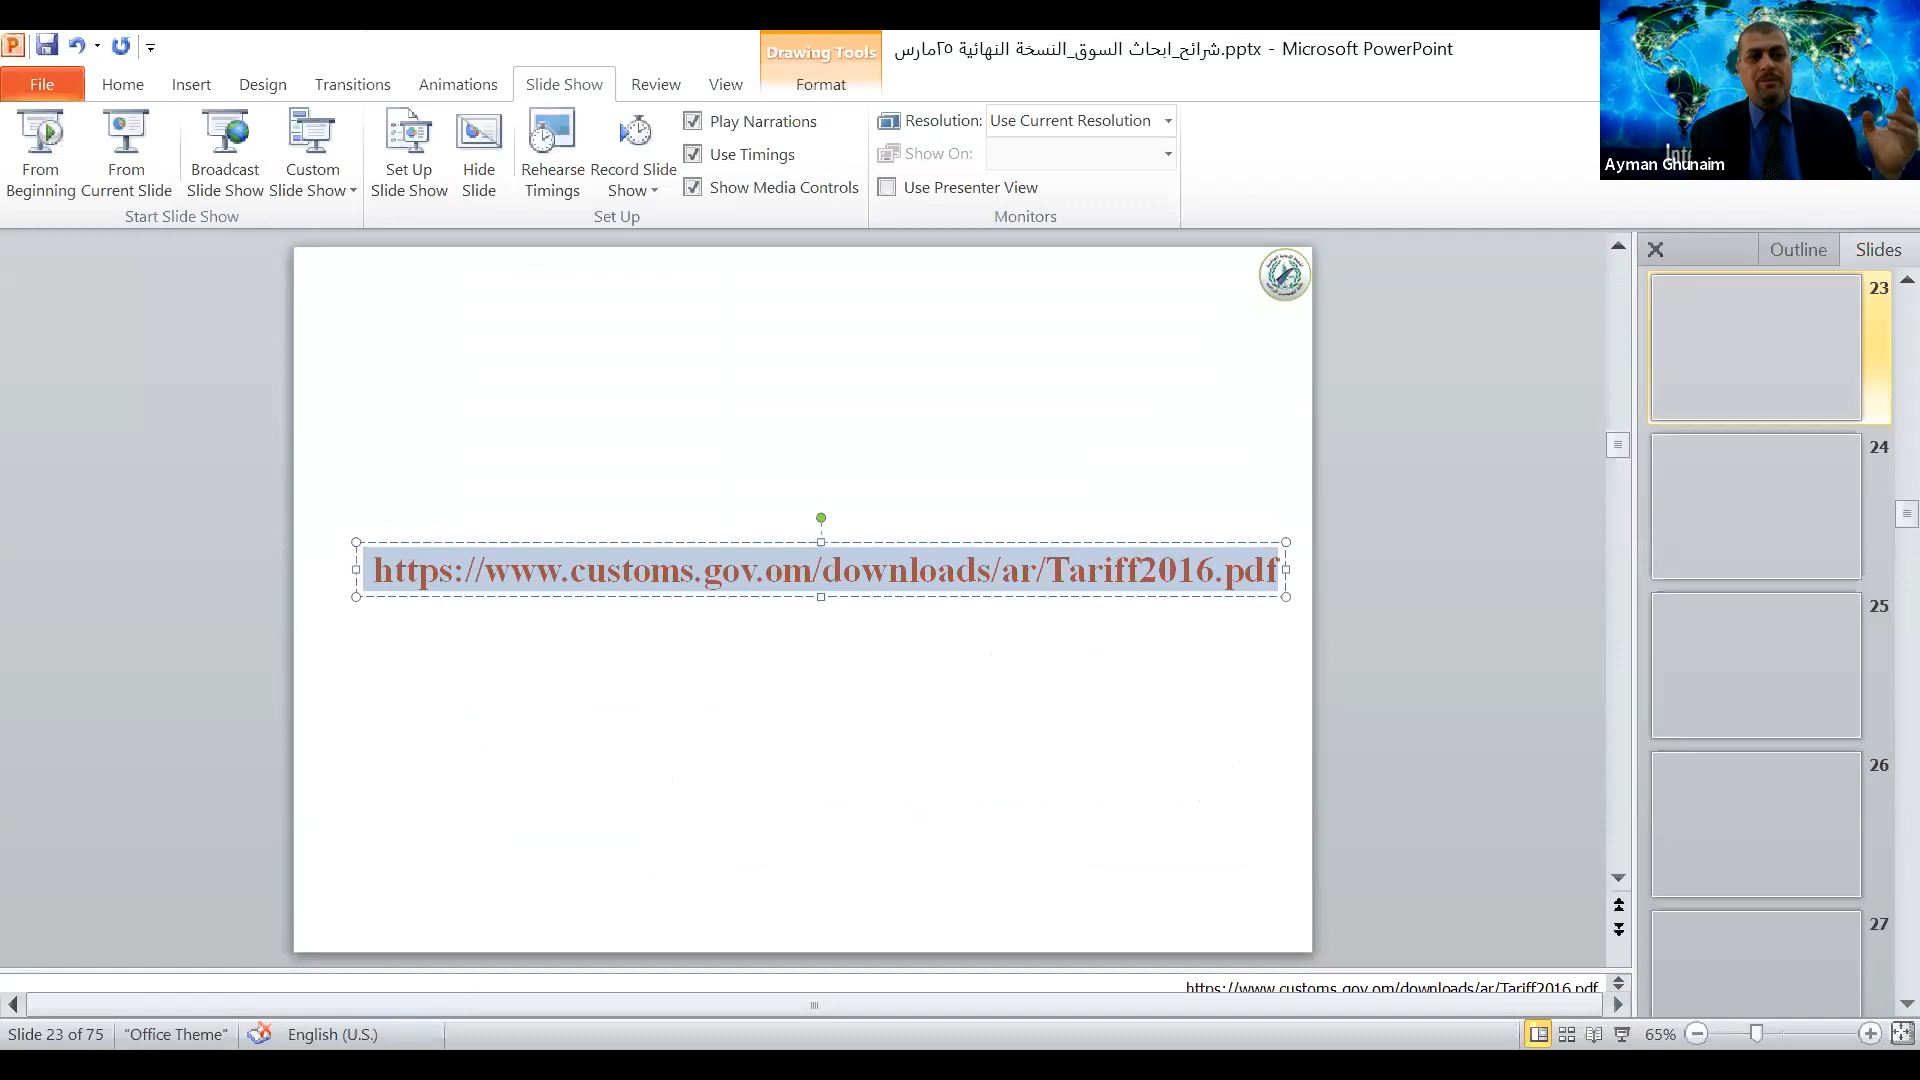 شرائح_ابحاث السوق_النسخة النهائية ٢٥مارس.pptx - Microsoft PowerPoint
Drawing Tools
File
Home
Insert
Design
Transitions
Animations
Slide Show
Review
View
Format
From Beginning
From Current Slide
Broadcast Slide Show
Custom Slide Show
Set Up Slide Show
Hide Slide
Rehearse Timings
Record Slide Show
Play Narrations
Use Timings
Show Media Controls
Resolution: Use Current Resolution
Show On:
Use Presenter View
Start Slide Show
Set Up
Monitors
Ayman Ghunaim
Outline
Slides
23
24
25
26
27
https://www.customs.gov.om/downloads/ar/Tariff2016.pdf
https://www.customs.gov.om/downloads/ar/Tariff2016.pdf
Slide 23 of 75
"Office Theme"
English (U.S.)
65%